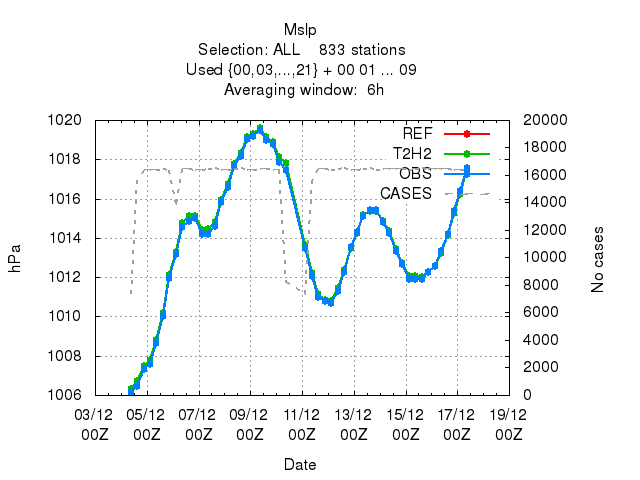 Mslp
Selection: ALL    833 stations
Used {00,03,...,21} + 00 01 ... 09
Averaging window:  6h
1020
1018
1016
1014
1012
1010
1008
1006
hPa
REF
T2H2
OBS
CASES
20000
18000
16000
14000
12000
10000
8000
6000
4000
2000
0
No cases
03/12 05/12 07/12 09/12 11/12 13/12 15/12 17/12 19/12
00Z 00Z 00Z 00Z 00Z 00Z 00Z 00Z 00Z
Date